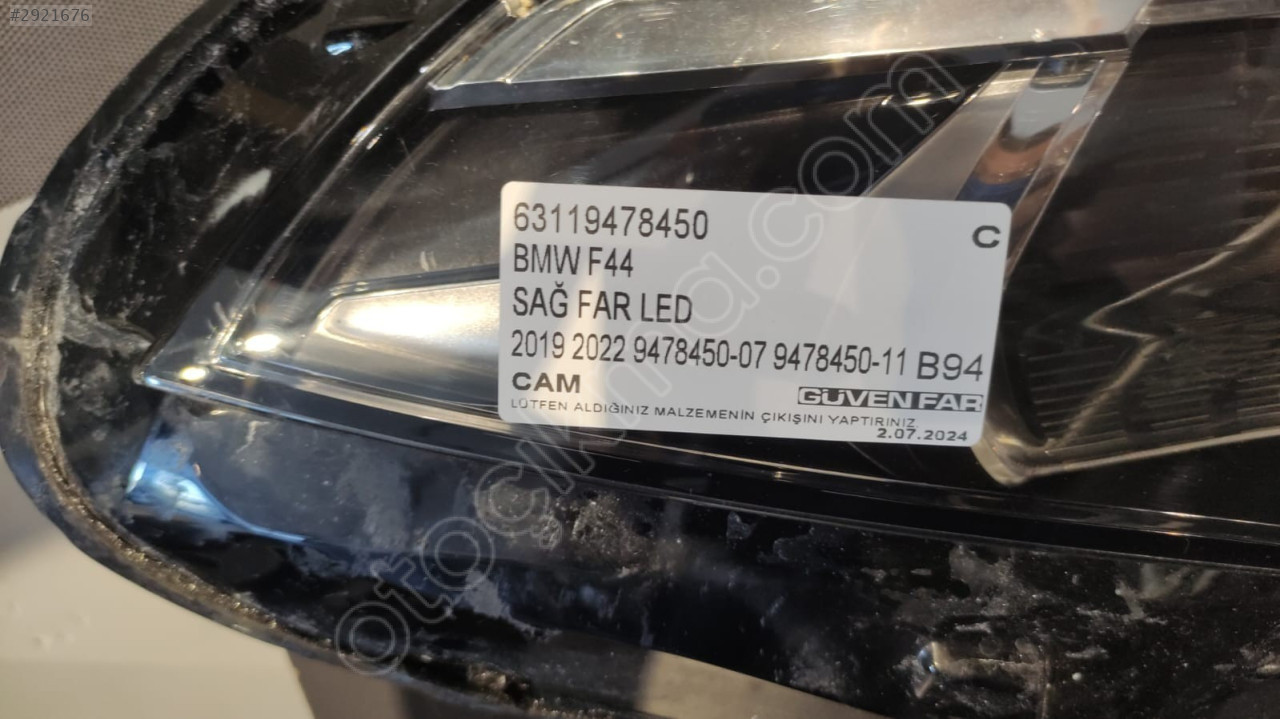 #2921676
63119478450
C
BMW F44
SAĞ FAR LED
2019 2022 9478450-07 9478450-11 B94
CAM
GÜVEN FAR
LÜTFEN ALDIĞINIZ MALZEMENİN ÇIKIŞINI YAPTIRINIZ.
2.07.2024
otocikma.com